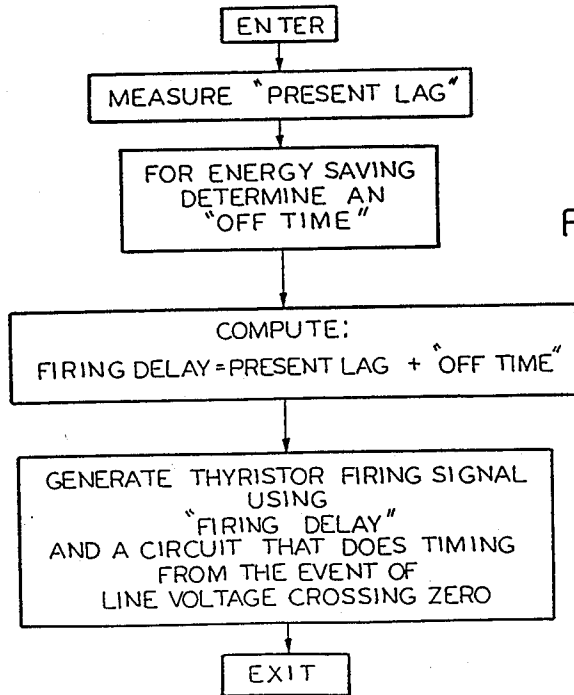 ENTER
MEASURE "PRESENT LAG"
FOR ENERGY SAVING
DETERMINE AN
"OFF TIME"
F
COMPUTE:
FIRING DELAY = PRESENT LAG + "OFF TIME"
GENERATE THYRISTOR FIRING SIGNAL
USING
"FIRING DELAY"
AND A CIRCUIT THAT DOES TIMING
FROM THE EVENT OF
LINE VOLTAGE CROSSING ZERO
EXIT